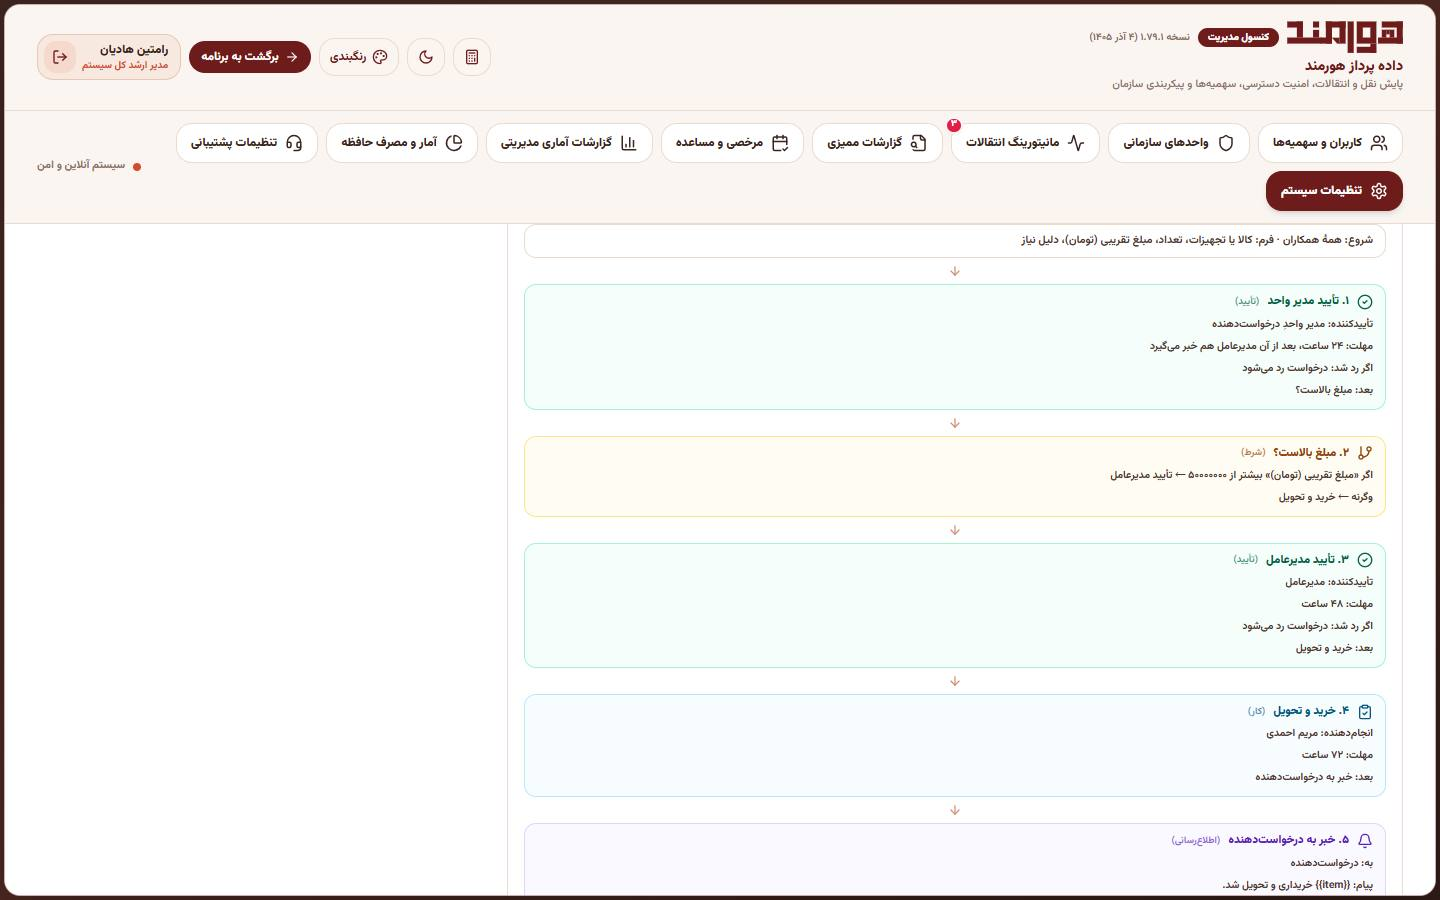 هورمند
کنسول مدیریت
نسخه ۱.۷۹.۱ (۴ آذر ۱۴۰۵)
داده پرداز هورمند
پایش نقل و انتقالات، امنیت دسترسی، سهمیه‌ها و پیکربندی سازمان
رنگبندی
برگشت به برنامه
رامتین هادیان
مدیر ارشد کل سیستم
کاربران و سهمیه‌ها
واحدهای سازمانی
مانیتورینگ انتقالات
۳
گزارشات ممیزی
مرخصی و مساعده
گزارشات آماری مدیریتی
آمار و مصرف حافظه
تنظیمات پشتیبانی
تنظیمات سیستم
سیستم آنلاین و امن
شروع: همهٔ همکاران · فرم: کالا یا تجهیزات، تعداد، مبلغ تقریبی (تومان)، دلیل نیاز
۱. تأیید مدیر واحد (تأیید)
تأییدکننده: مدیر واحدِ درخواست‌دهنده
مهلت: ۲۴ ساعت، بعد از آن مدیرعامل هم خبر می‌گیرد
اگر رد شد: درخواست رد می‌شود
بعد: مبلغ بالاست؟
۲. مبلغ بالاست؟ (شرط)
اگر «مبلغ تقریبی (تومان)» بیشتر از ۵۰۰۰۰۰۰۰ ← تأیید مدیرعامل
وگرنه ← خرید و تحویل
۳. تأیید مدیرعامل (تأیید)
تأییدکننده: مدیرعامل
مهلت: ۴۸ ساعت
اگر رد شد: درخواست رد می‌شود
بعد: خرید و تحویل
۴. خرید و تحویل (کار)
انجام‌دهنده: مریم احمدی
مهلت: ۷۲ ساعت
بعد: خبر به درخواست‌دهنده
۵. خبر به درخواست‌دهنده (اطلاع‌رسانی)
به: درخواست‌دهنده
پیام: {{item}} خریداری و تحویل شد.